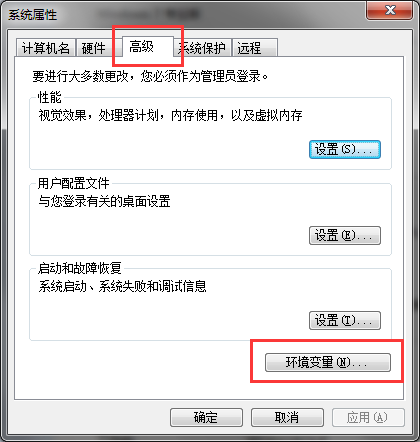 系统属性
计算机名 硬件 高级 系统保护 远程
要进行大多数更改，您必须作为管理员登录。
性能
视觉效果，处理器计划，内存使用，以及虚拟内存
设置(S)...
用户配置文件
与您登录有关的桌面设置
设置(E)...
启动和故障恢复
系统启动、系统失败和调试信息
设置(T)...
环境变量(N)...
确定 取消 应用(A)